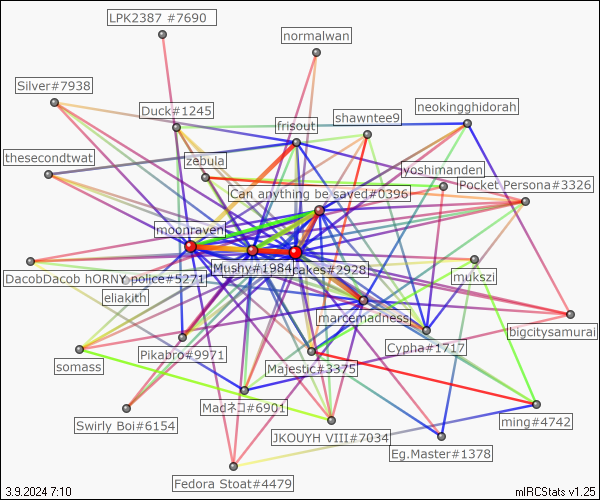 LPK2387 #7690
normalwan
Silver#7938
Duck#1245
frisout
shawntee9
neokingghidorah
thesecondtwat
zebula
yoshimanden
Can anything be saved#0396
Pocket Persona#3326
moonraven
Mushy#1984
cakes#2928
DacobDacob hORNY police#5271
mukszi
eliakith
marcemadness
bigcitysamurai
Pikabro#9971
Cypha#1717
somass
Majestic#3375
Madネコ#6901
ming#4742
Swirly Boi#6154
JKOUYH VIII#7034
Eg.Master#1378
Fedora Stoat#4479
3.9.2024 7:10
mIRCStats v1.25